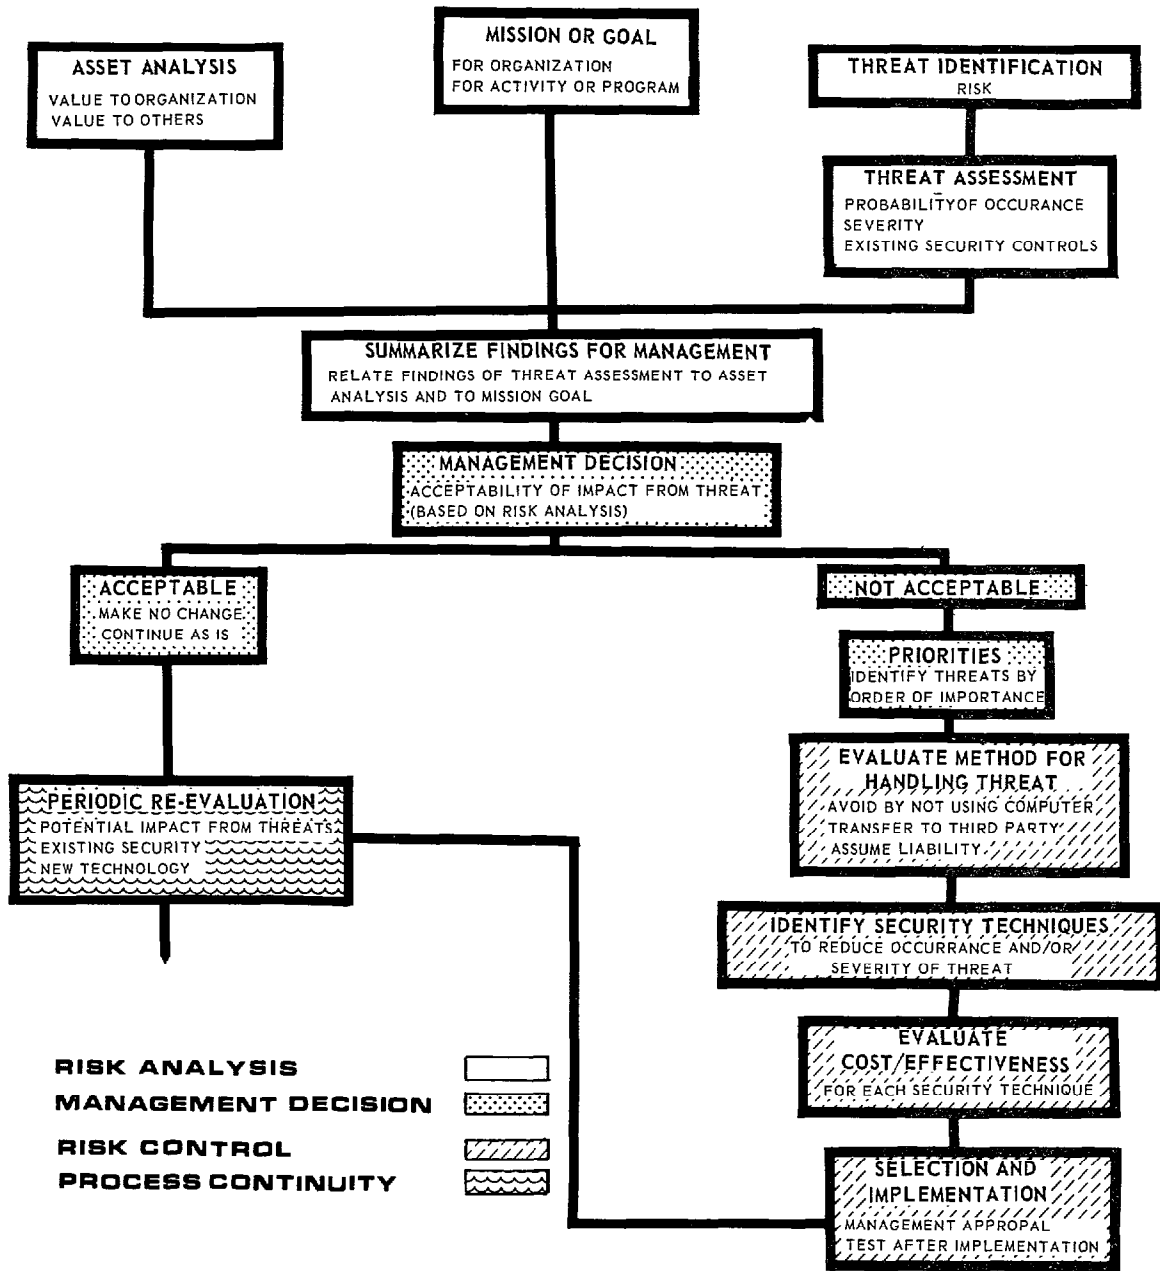 MISSION OR GOAL
FOR ORGANIZATION
FOR ACTIVITY OR PROGRAM
ASSET ANALYSIS
VALUE TO ORGANIZATION
VALUE TO OTHERS
THREAT IDENTIFICATION
RISK
THREAT ASSESSMENT
PROBABILITY OF OCCURANCE
SEVERITY
EXISTING SECURITY CONTROLS
SUMMARIZE FINDINGS FOR MANAGEMENT
RELATE FINDINGS OF THREAT ASSESSMENT TO ASSET
ANALYSIS AND TO MISSION GOAL
MANAGEMENT DECISION
ACCEPTABILITY OF IMPACT FROM THREAT
(BASED ON RISK ANALYSIS)
ACCEPTABLE
MAKE NO CHANGE
CONTINUE AS IS
NOT ACCEPTABLE
PRIORITIES
IDENTIFY THREATS BY
ORDER OF IMPORTANCE
EVALUATE METHOD FOR
HANDLING THREAT
AVOID BY NOT USING COMPUTER
TRANSFER TO THIRD PARTY
ASSUME LIABILITY
PERIODIC RE-EVALUATION
POTENTIAL IMPACT FROM THREATS
EXISTING SECURITY
NEW TECHNOLOGY
IDENTIFY SECURITY TECHNIQUES
TO REDUCE OCCURRANCE AND/OR
SEVERITY OF THREAT
EVALUATE
COST/EFFECTIVENESS
FOR EACH SECURITY TECHNIQUE
SELECTION AND
IMPLEMENTATION
MANAGEMENT APPROPAL
TEST AFTER IMPLEMENTATION
RISK ANALYSIS
MANAGEMENT DECISION
RISK CONTROL
PROCESS CONTINUITY